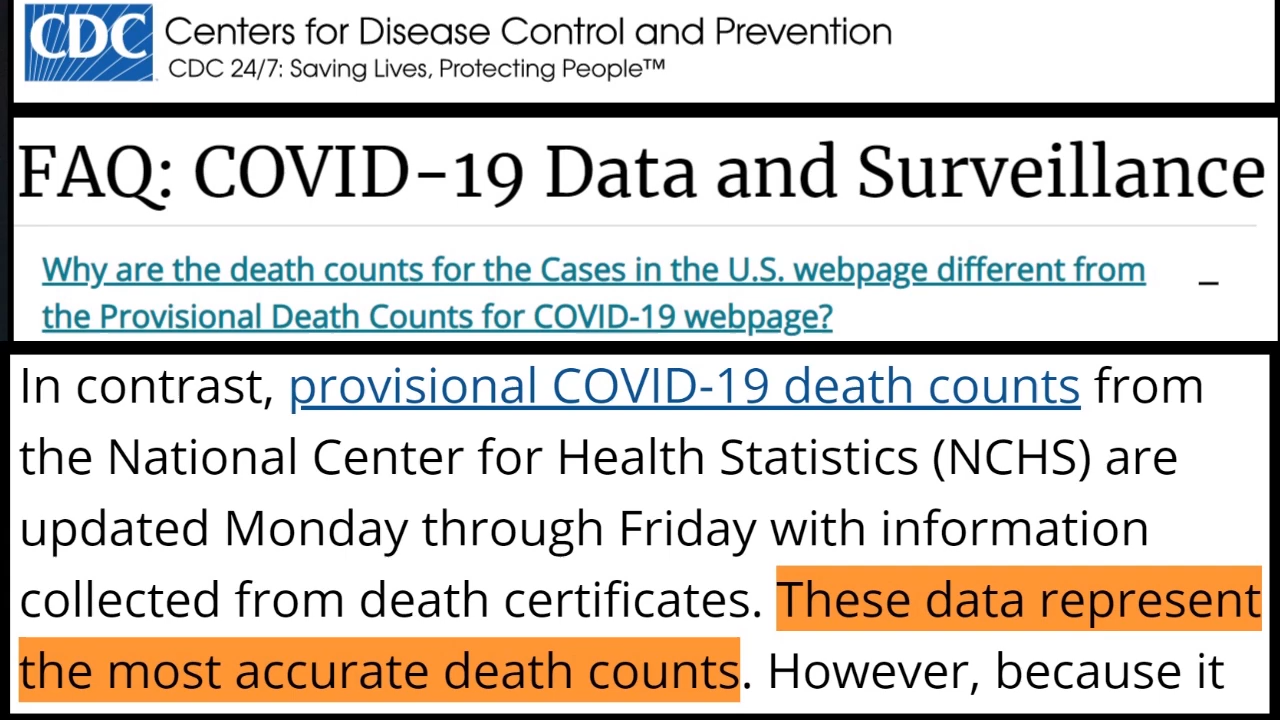 CDC
Centers for Disease Control and Prevention
CDC 24/7: Saving Lives, Protecting People™
FAQ: COVID-19 Data and Surveillance
Why are the death counts for the Cases in the U.S. webpage different from
the Provisional Death Counts for COVID-19 webpage?
In contrast, provisional COVID-19 death counts from
the National Center for Health Statistics (NCHS) are
updated Monday through Friday with information
collected from death certificates. These data represent
the most accurate death counts. However, because it